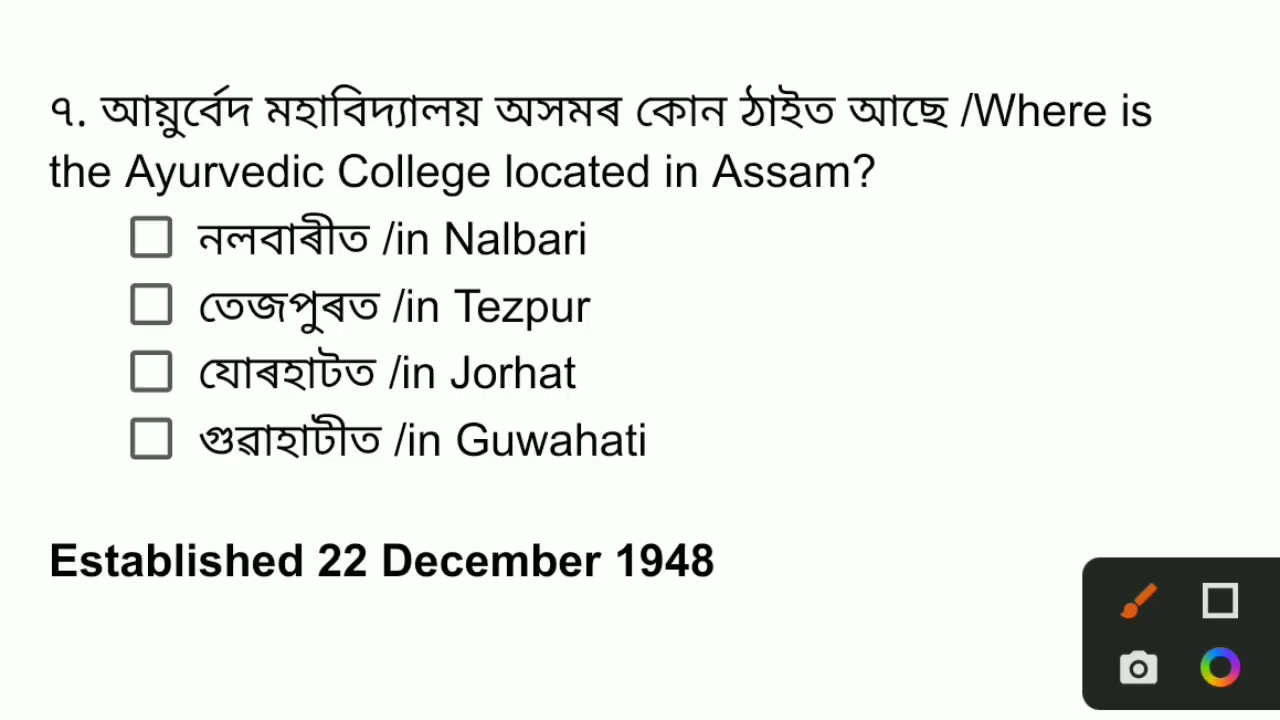 ৭. আয়ুৰ্বেদ মহাবিদ্যালয় অসমৰ কোন ঠাইত আছে /Where is
the Ayurvedic College located in Assam?
নলবাৰীত /in Nalbari
তেজপুৰত /in Tezpur
যোৰহাটত /in Jorhat
গুৱাহাটীত /in Guwahati
Established 22 December 1948